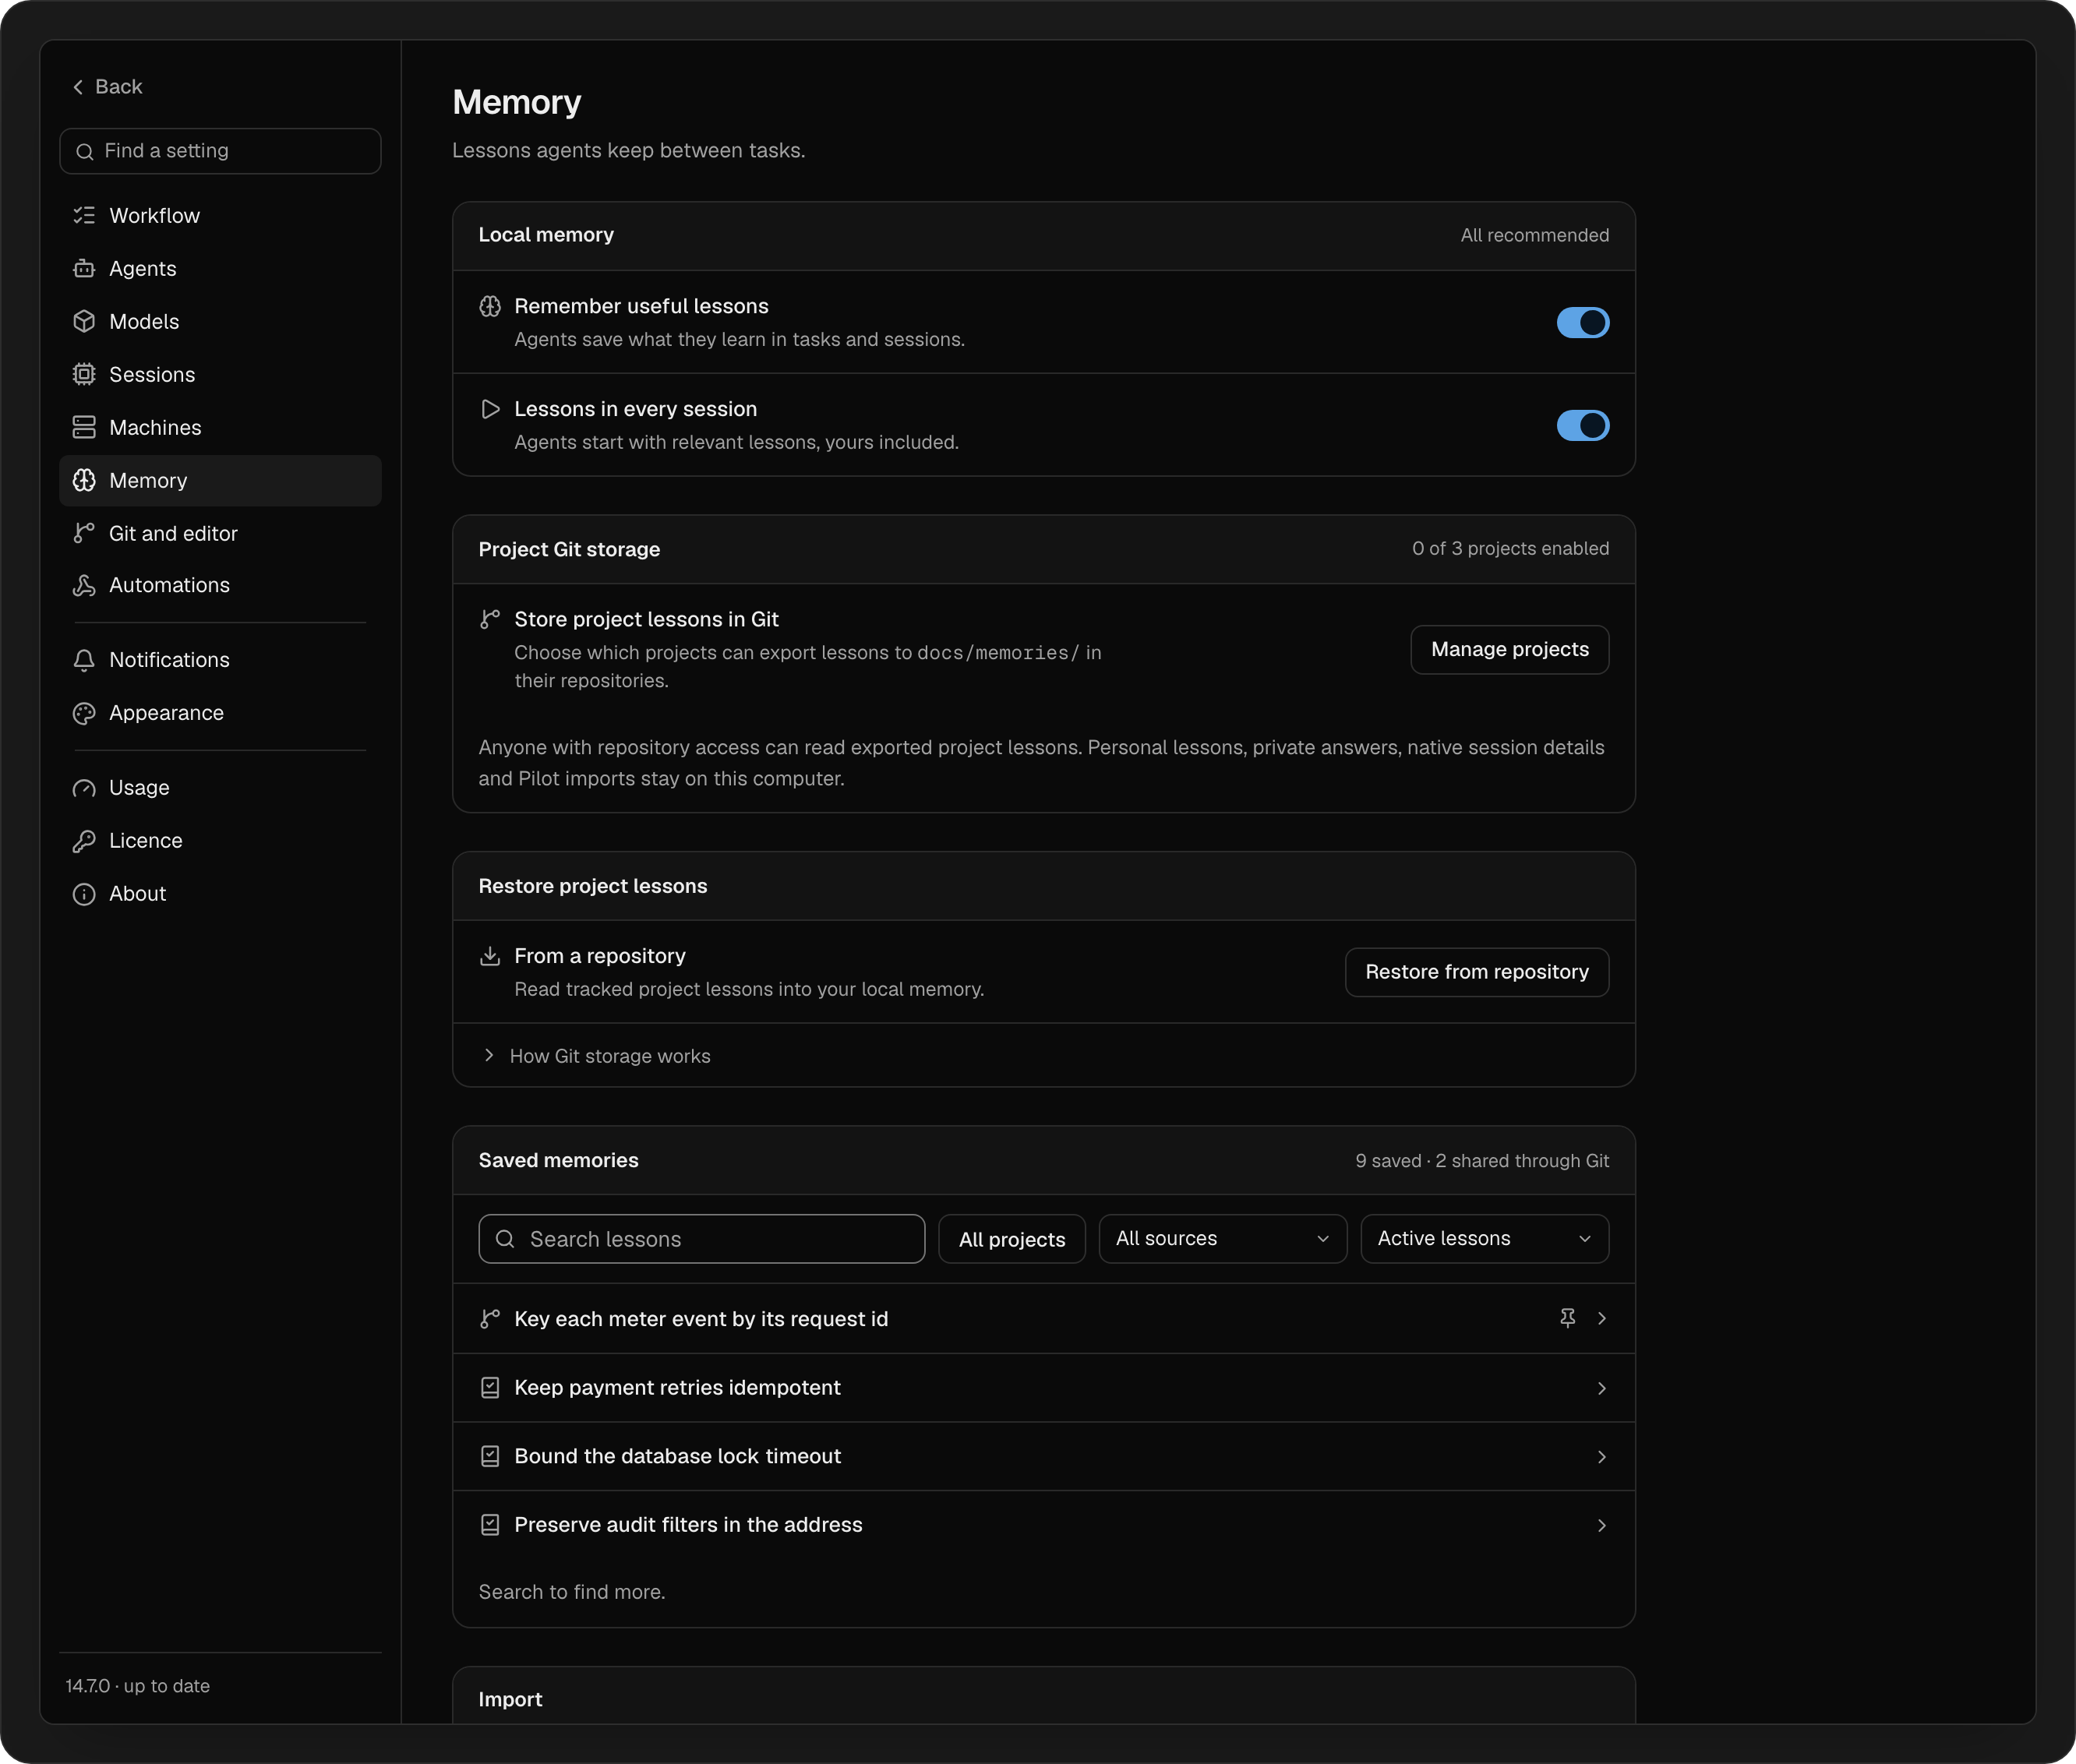 Back
Find a setting
Workflow
Agents
Models
Sessions
Machines
Memory
Git and editor
Automations
Notifications
Appearance
Usage
Licence
About
14.7.0 · up to date
Memory
Lessons agents keep between tasks.
Local memory
All recommended
Remember useful lessons
Agents save what they learn in tasks and sessions.
Lessons in every session
Agents start with relevant lessons, yours included.
Project Git storage
0 of 3 projects enabled
Store project lessons in Git
Choose which projects can export lessons to docs/memories/ in
their repositories.
Manage projects
Anyone with repository access can read exported project lessons. Personal lessons, private answers, native session details
and Pilot imports stay on this computer.
Restore project lessons
From a repository
Read tracked project lessons into your local memory.
Restore from repository
How Git storage works
Saved memories
9 saved · 2 shared through Git
Search lessons
All projects
All sources
Active lessons
Key each meter event by its request id
Keep payment retries idempotent
Bound the database lock timeout
Preserve audit filters in the address
Search to find more.
Import